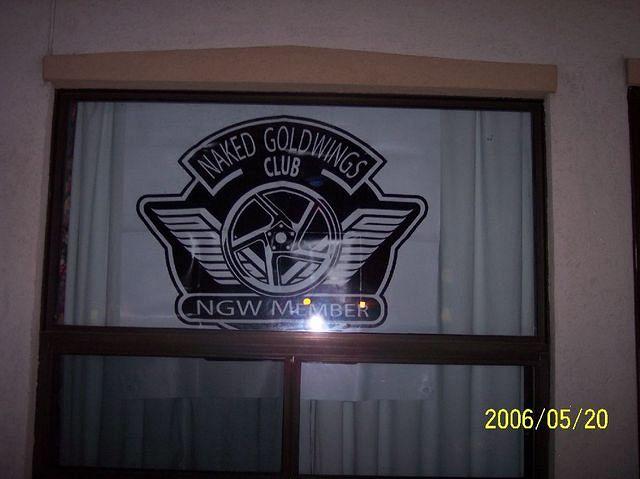 NAKED GOLDWINGS
CLUB
NGW MEMBER
2006/05/20